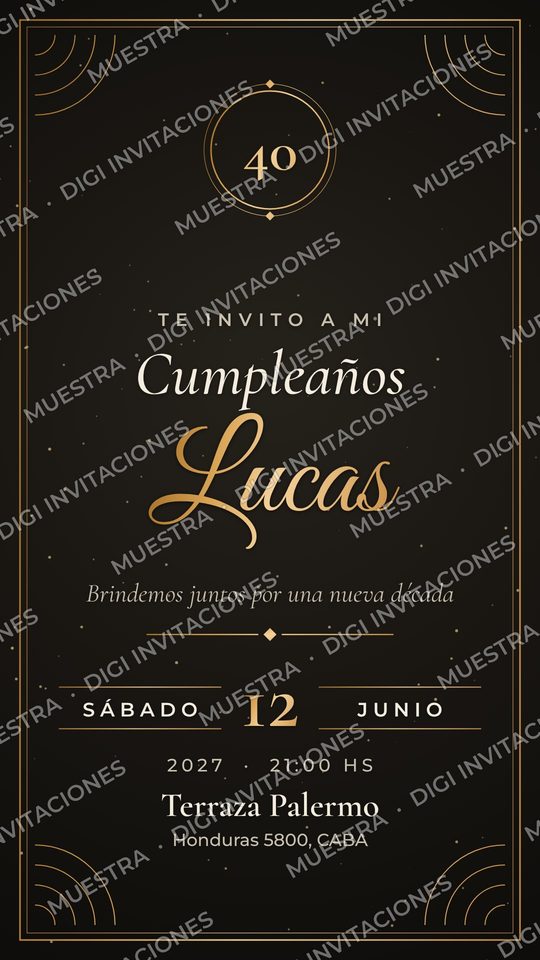 40
TE INVITO A MI
Cumpleaños
Lucas
Brindemos juntos por una nueva década
SÁBADO 12 JUNIO
2027 · 21:00 HS
Terraza Palermo
Honduras 5800, CABA
MUESTRA · DIGI INVITACIONES